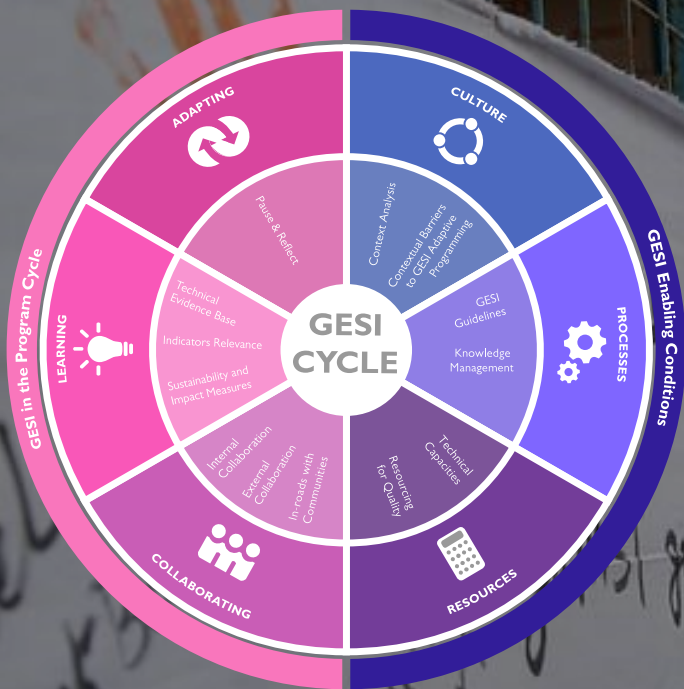 GESI in the Program Cycle
GESI Enabling Conditions
GESI
CYCLE
ADAPTING
Pause & Reflect
CULTURE
Context Analysis
Contextual Barriers
to GESI Adaptive
Programming
PROCESSES
GESI
Guidelines
Knowledge
Management
RESOURCES
Technical
Capacities
Resourcing
for Quality
COLLABORATING
Internal
Collaboration
External
Collaboration
In-roads with
Communities
LEARNING
Technical
Evidence Base
Indicators Relevance
Sustainability and
Impact Measures